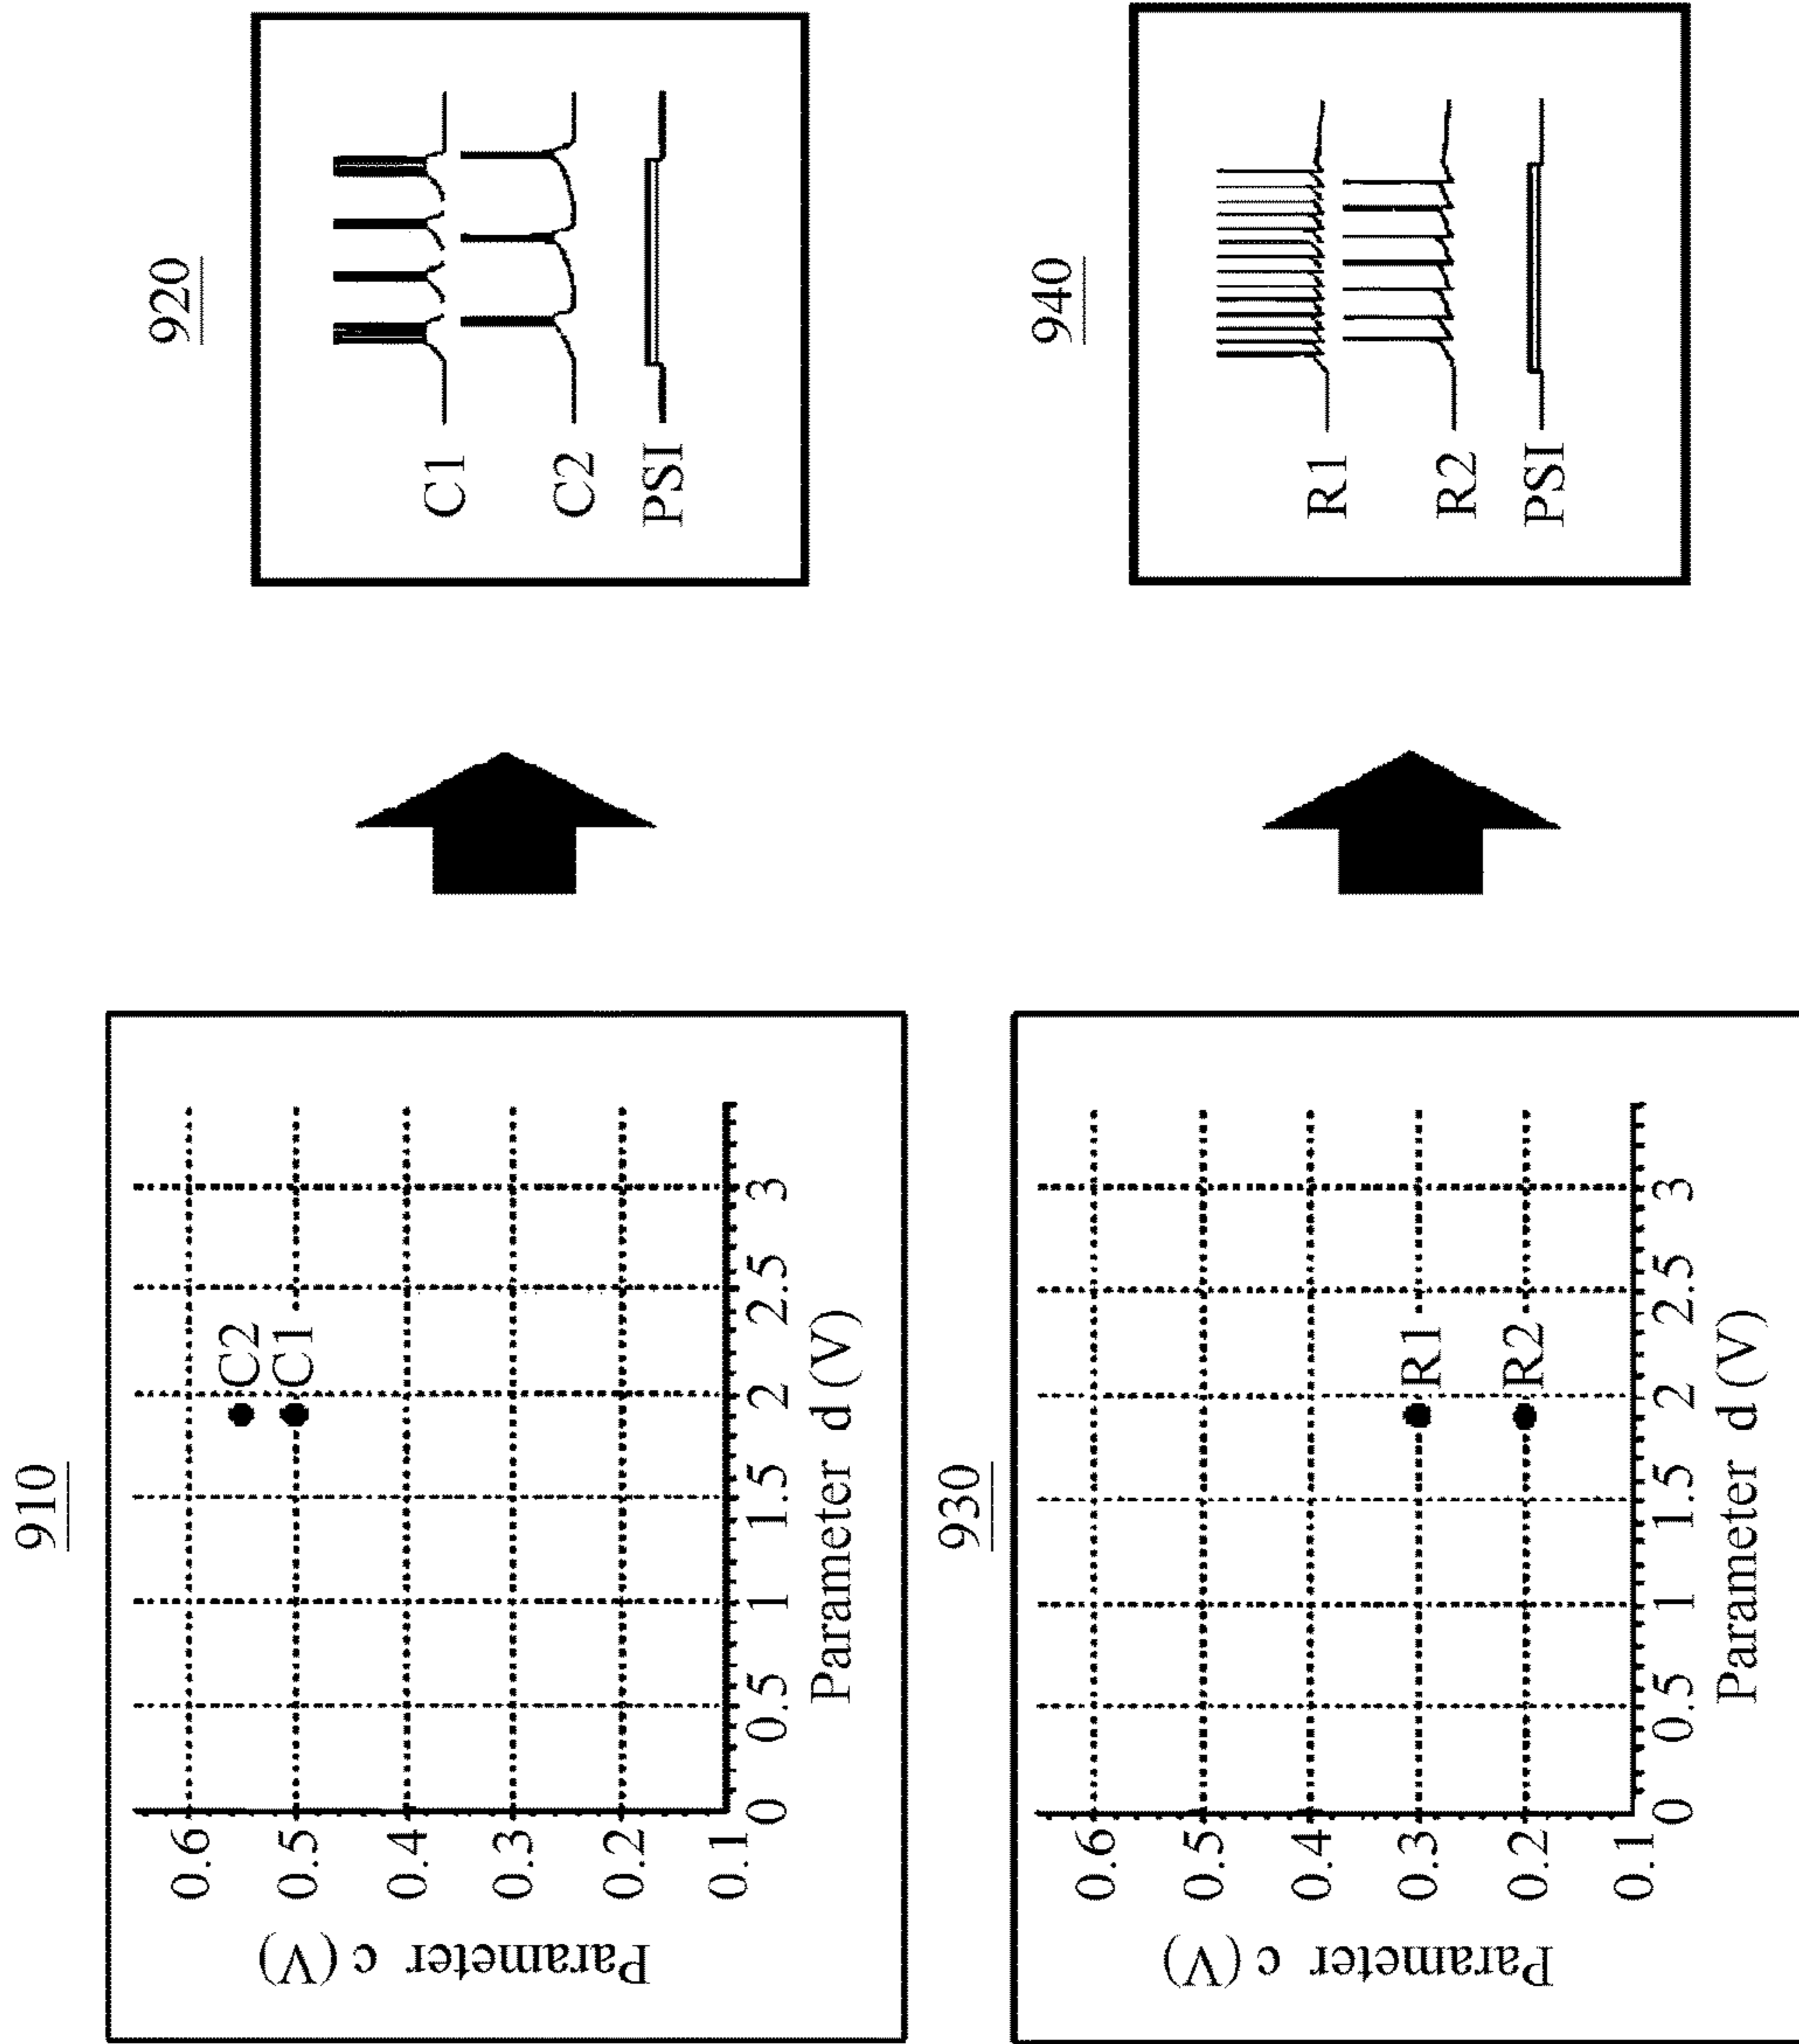 910
Parameter c (V)
0.6
0.5
0.4
0.3
0.2
0.1
C2
C1
0 0.5 1 1.5 2 2.5 3
Parameter d (V)
920
C1
C2
PSI
930
Parameter c (V)
0.6
0.5
0.4
0.3
0.2
0.1
R1
R2
0 0.5 1 1.5 2 2.5 3
Parameter d (V)
940
R1
R2
PSI